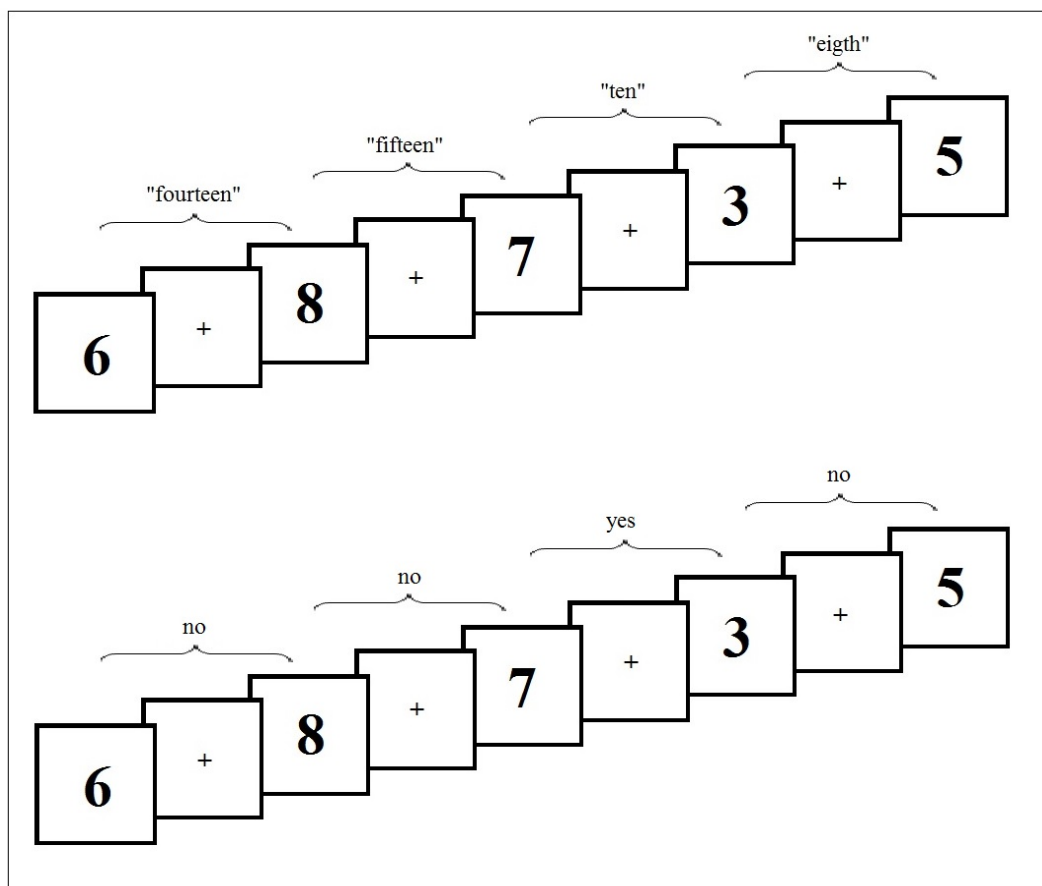 "eigth"
"ten"
"fifteen"
"fourteen"
6 + 8 + 7 + 3 + 5
no
yes
no
no
6 + 8 + 7 + 3 + 5